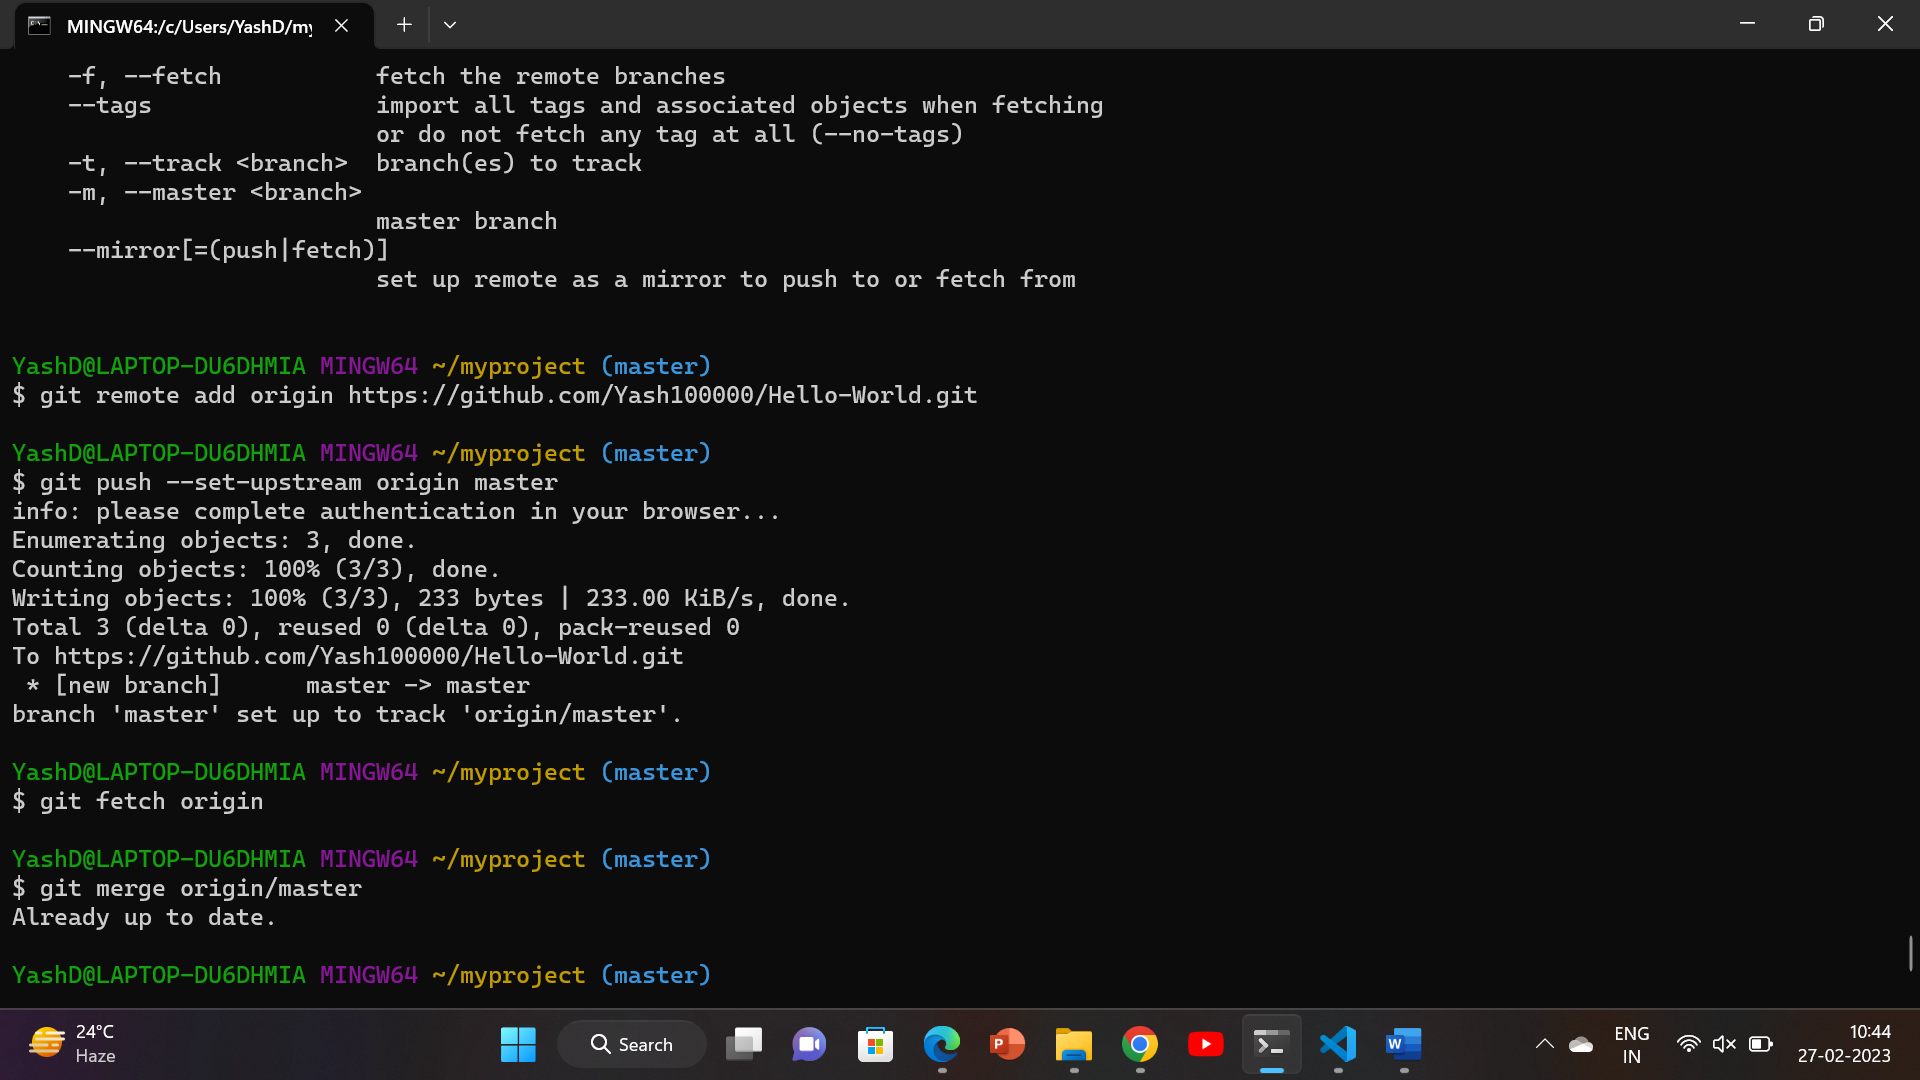 MINGW64:/c/Users/YashD/my
-f, --fetch           fetch the remote branches
--tags                import all tags and associated objects when fetching
or do not fetch any tag at all (--no-tags)
-t, --track <branch>  branch(es) to track
-m, --master <branch>
master branch
--mirror[=(push|fetch)]
set up remote as a mirror to push to or fetch from
YashD@LAPTOP-DU6DHMIA MINGW64 ~/myproject (master)
$ git remote add origin https://github.com/Yash100000/Hello-World.git
YashD@LAPTOP-DU6DHMIA MINGW64 ~/myproject (master)
$ git push --set-upstream origin master
info: please complete authentication in your browser...
Enumerating objects: 3, done.
Counting objects: 100% (3/3), done.
Writing objects: 100% (3/3), 233 bytes | 233.00 KiB/s, done.
Total 3 (delta 0), reused 0 (delta 0), pack-reused 0
To https://github.com/Yash100000/Hello-World.git
* [new branch]      master -> master
branch 'master' set up to track 'origin/master'.
YashD@LAPTOP-DU6DHMIA MINGW64 ~/myproject (master)
$ git fetch origin
YashD@LAPTOP-DU6DHMIA MINGW64 ~/myproject (master)
$ git merge origin/master
Already up to date.
YashD@LAPTOP-DU6DHMIA MINGW64 ~/myproject (master)
24°C
Haze
Search
ENG
IN
10:44
27-02-2023